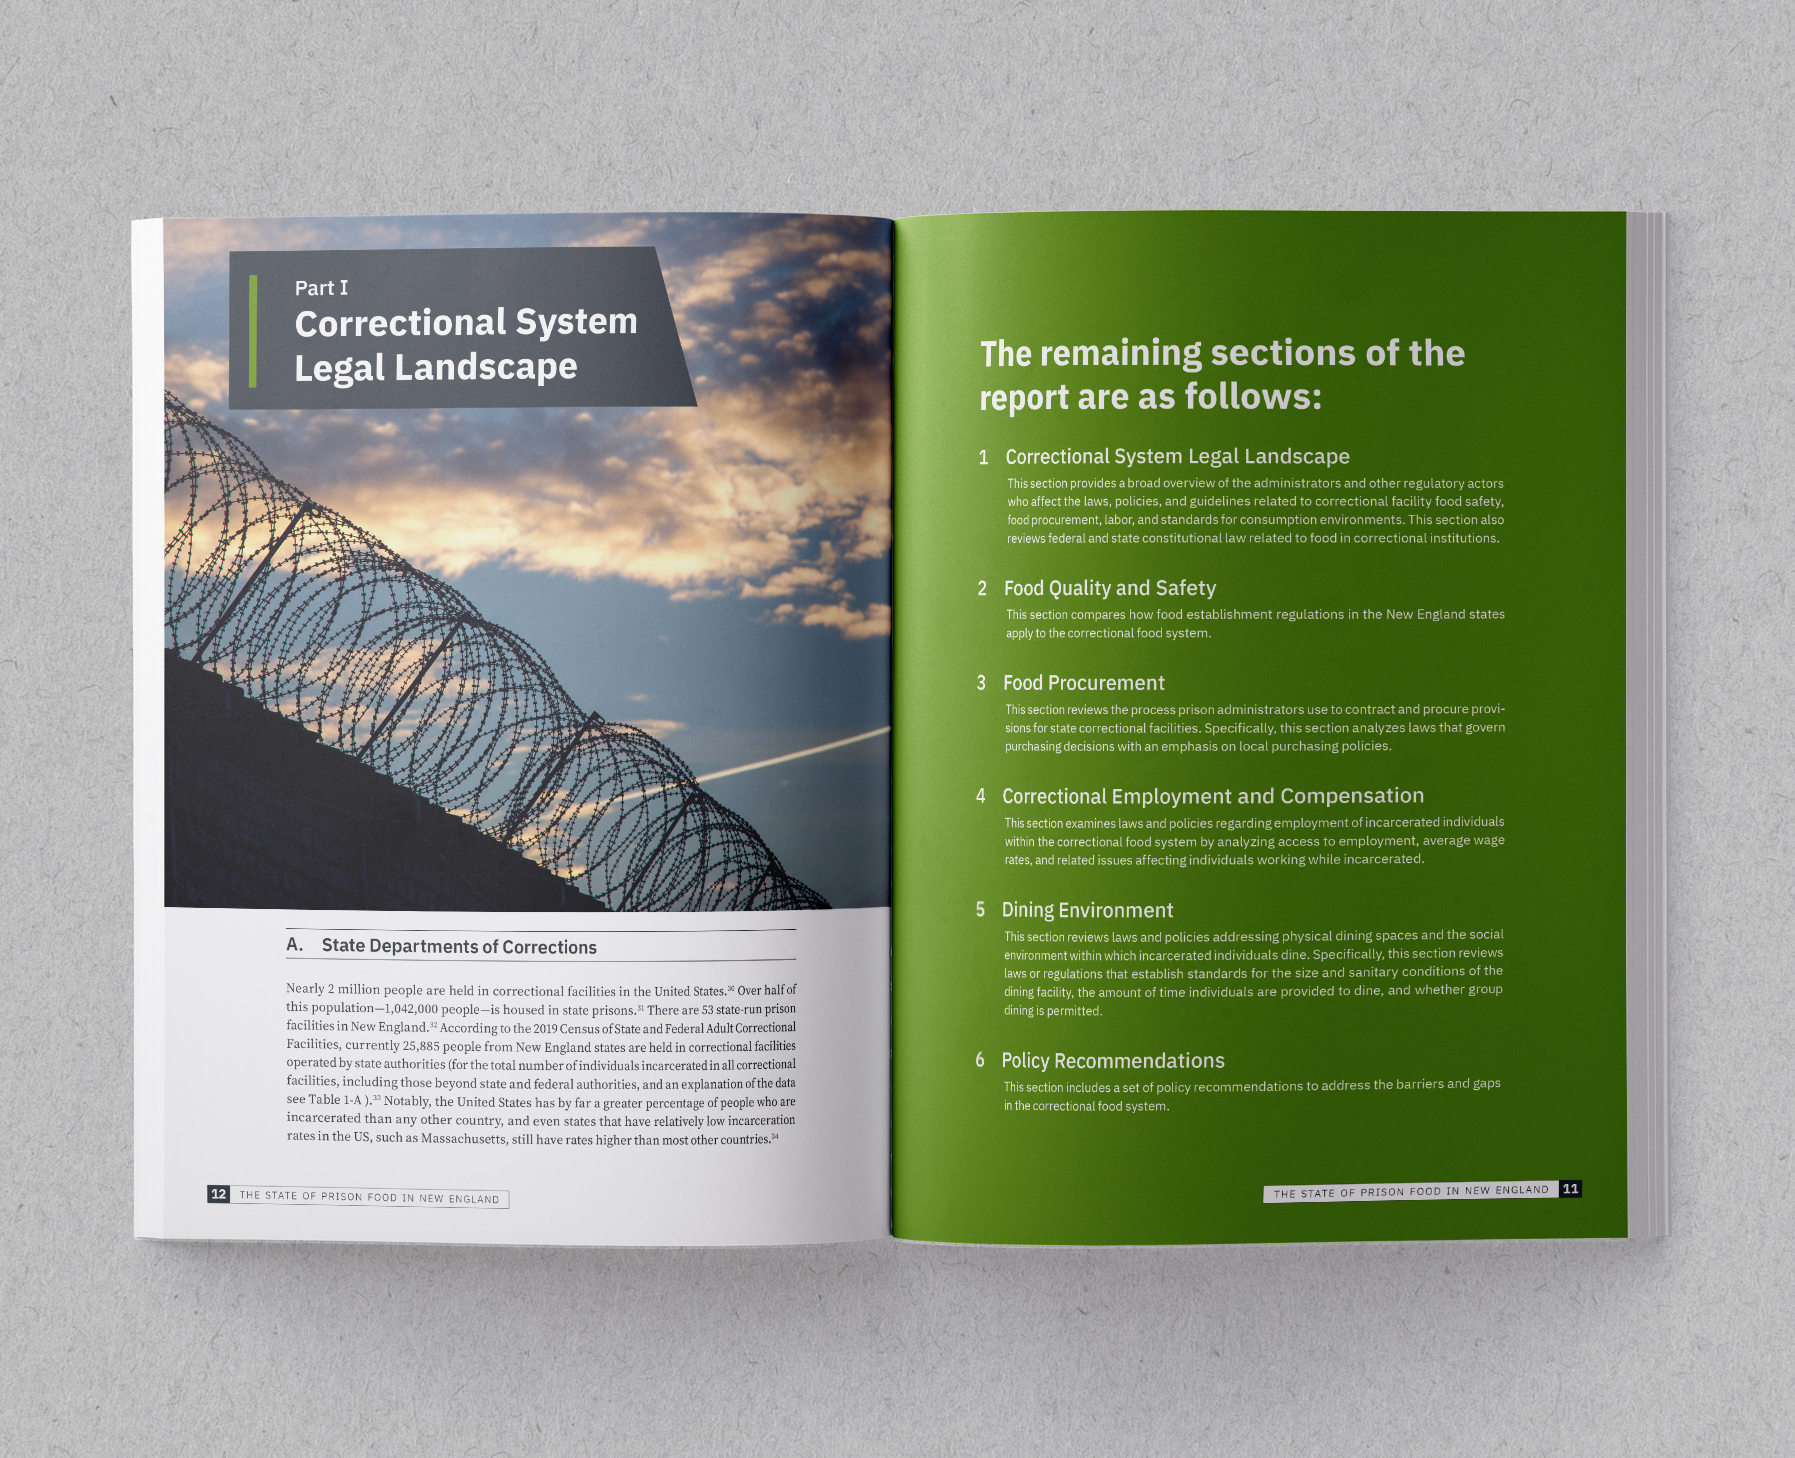 Part I
Correctional System
Legal Landscape
A. State Departments of Corrections
Nearly 2 million people are held in correctional facilities in the United States.30 Over half of
this population—1,042,000 people—is housed in state prisons.31 There are 53 state-run prison
facilities in New England.32 According to the 2019 Census of State and Federal Adult Correctional
Facilities, currently 25,885 people from New England states are held in correctional facilities
operated by state authorities (for the total number of individuals incarcerated in all correctional
facilities, including those beyond state and federal authorities, and an explanation of the data
see Table 1-A ).33 Notably, the United States has by far a greater percentage of people who are
incarcerated than any other country, and even states that have relatively low incarceration
rates in the US, such as Massachusetts, still have rates higher than most other countries.34
12 THE STATE OF PRISON FOOD IN NEW ENGLAND
The remaining sections of the
report are as follows:
1 Correctional System Legal Landscape
This section provides a broad overview of the administrators and other regulatory actors
who affect the laws, policies, and guidelines related to correctional facility food safety,
food procurement, labor, and standards for consumption environments. This section also
reviews federal and state constitutional law related to food in correctional institutions.
2 Food Quality and Safety
This section compares how food establishment regulations in the New England states
apply to the correctional food system.
3 Food Procurement
This section reviews the process prison administrators use to contract and procure provi-
sions for state correctional facilities. Specifically, this section analyzes laws that govern
purchasing decisions with an emphasis on local purchasing policies.
4 Correctional Employment and Compensation
This section examines laws and policies regarding employment of incarcerated individuals
within the correctional food system by analyzing access to employment, average wage
rates, and related issues affecting individuals working while incarcerated.
5 Dining Environment
This section reviews laws and policies addressing physical dining spaces and the social
environment within which incarcerated individuals dine. Specifically, this section reviews
laws or regulations that establish standards for the size and sanitary conditions of the
dining facility, the amount of time individuals are provided to dine, and whether group
dining is permitted.
6 Policy Recommendations
This section includes a set of policy recommendations to address the barriers and gaps
in the correctional food system.
THE STATE OF PRISON FOOD IN NEW ENGLAND 11